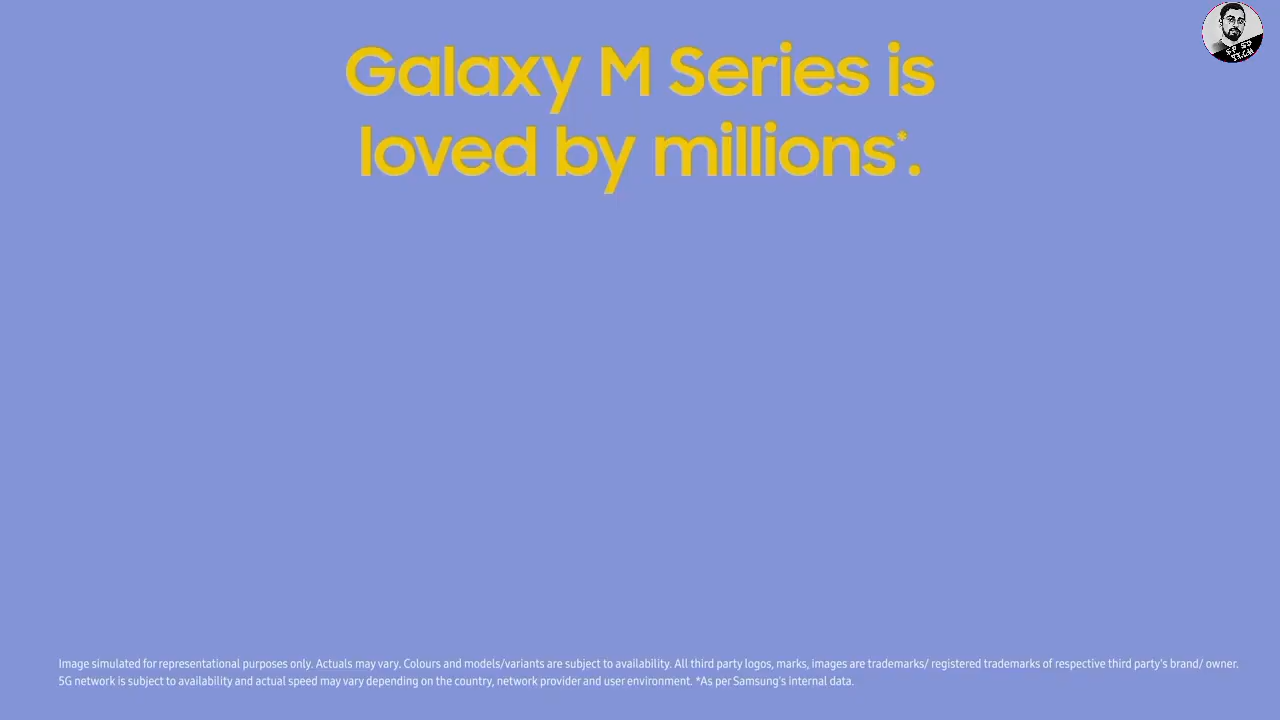 Galaxy M Series is
loved by millions*.
Image simulated for representational purposes only. Actuals may vary. Colours and models/variants are subject to availability. All third party logos, marks, images are trademarks/ registered trademarks of respective third party's brand/ owner.
5G network is subject to availability and actual speed may vary depending on the country, network provider and user environment. *As per Samsung's internal data.